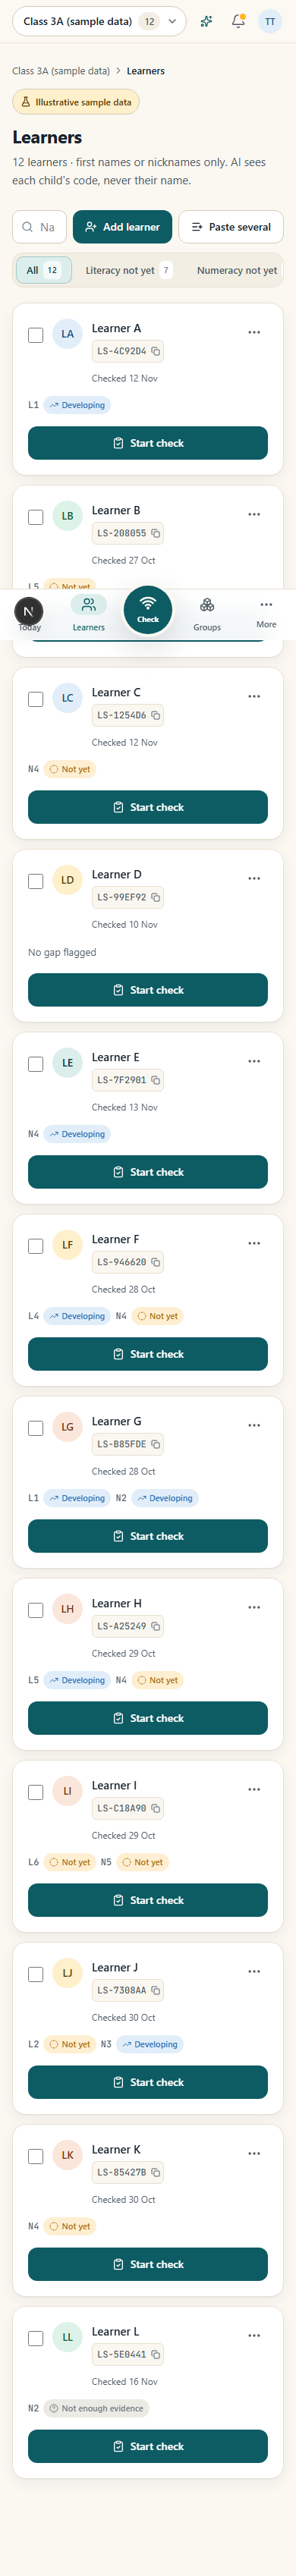 Class 3A (sample data) 12
TT
Class 3A (sample data) > Learners
Illustrative sample data
Learners
12 learners · first names or nicknames only. AI sees
each child's code, never their name.
Na
Add learner
Paste several
All 12
Literacy not yet 7
Numeracy not yet
LA
Learner A
LS-4C92D4
Checked 12 Nov
L1 Developing
Start check
LB
Learner B
LS-208055
Checked 27 Oct
L5 Not yet
N
Today
Learners
Check
Groups
More
LC
Learner C
LS-1254D6
Checked 12 Nov
N4 Not yet
Start check
LD
Learner D
LS-99EF92
Checked 10 Nov
No gap flagged
Start check
LE
Learner E
LS-7F2901
Checked 13 Nov
N4 Developing
Start check
LF
Learner F
LS-946620
Checked 28 Oct
L4 Developing N4 Not yet
Start check
LG
Learner G
LS-B85FDE
Checked 28 Oct
L1 Developing N2 Developing
Start check
LH
Learner H
LS-A25249
Checked 29 Oct
L5 Developing N4 Not yet
Start check
LI
Learner I
LS-C18A90
Checked 29 Oct
L6 Not yet N5 Not yet
Start check
LJ
Learner J
LS-7308AA
Checked 30 Oct
L2 Not yet N3 Developing
Start check
LK
Learner K
LS-85427B
Checked 30 Oct
N4 Not yet
Start check
LL
Learner L
LS-5E0441
Checked 16 Nov
N2 Not enough evidence
Start check